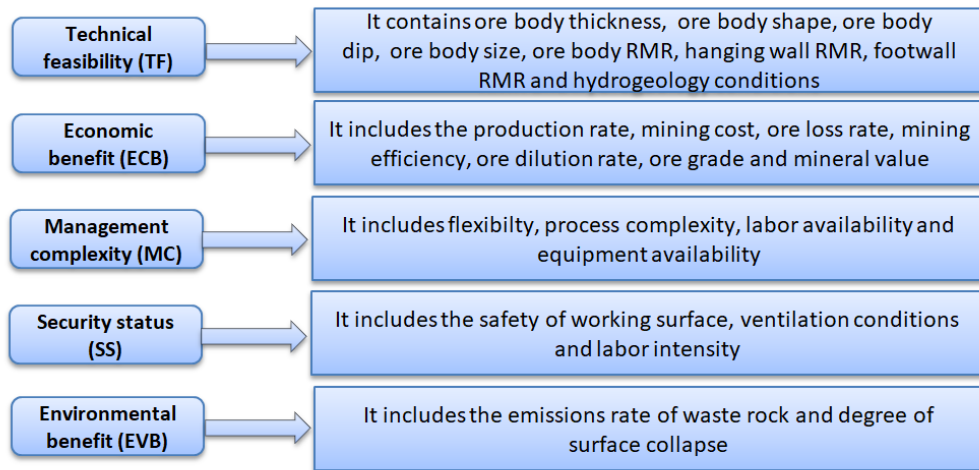 Technical
feasibility (TF)
It contains ore body thickness, ore body shape, ore body
dip, ore body size, ore body RMR, hanging wall RMR, footwall
RMR and hydrogeology conditions
Economic
benefit (ECB)
It includes the production rate, mining cost, ore loss rate, mining
efficiency, ore dilution rate, ore grade and mineral value
Management
complexity (MC)
It includes flexibilty, process complexity, labor availability and
equipment availability
Security status
(SS)
It includes the safety of working surface, ventilation conditions
and labor intensity
Environmental
benefit (EVB)
It includes the emissions rate of waste rock and degree of
surface collapse